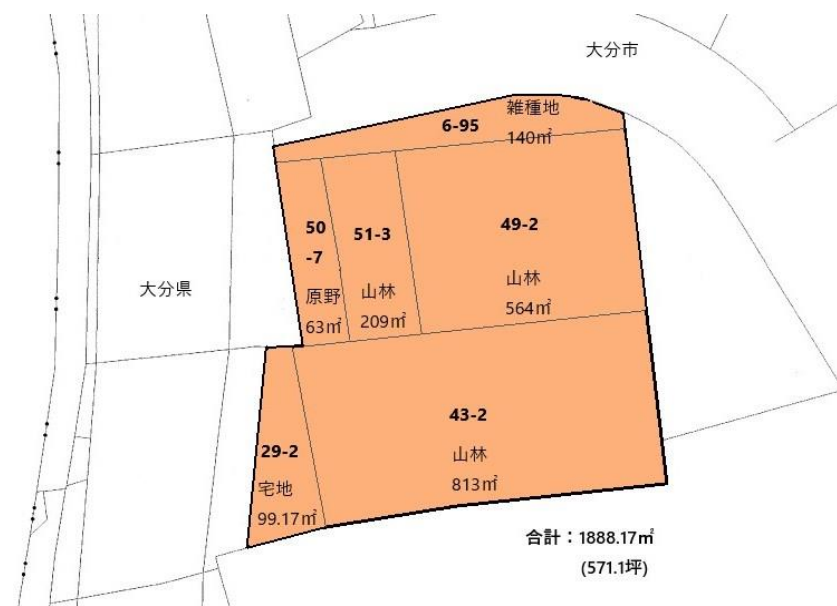 大分市
雑種地
6-95
140㎡
50
-7
原野
63㎡
51-3
山林
209㎡
49-2
山林
564㎡
大分県
43-2
山林
813㎡
29-2
宅地
99.17㎡
合計：1888.17㎡
(571.1坪)